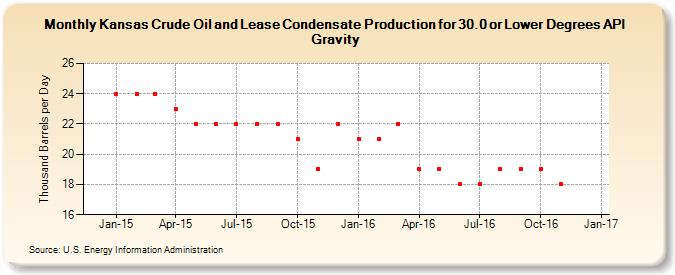 Monthly Kansas Crude Oil and Lease Condensate Production for 30.0 or Lower Degrees API
Gravity
Thousand Barrels per Day
26
24
22
20
18
16
Jan-15 Apr-15 Jul-15 Oct-15 Jan-16 Apr-16 Jul-16 Oct-16 Jan-17
Source: U.S. Energy Information Administration